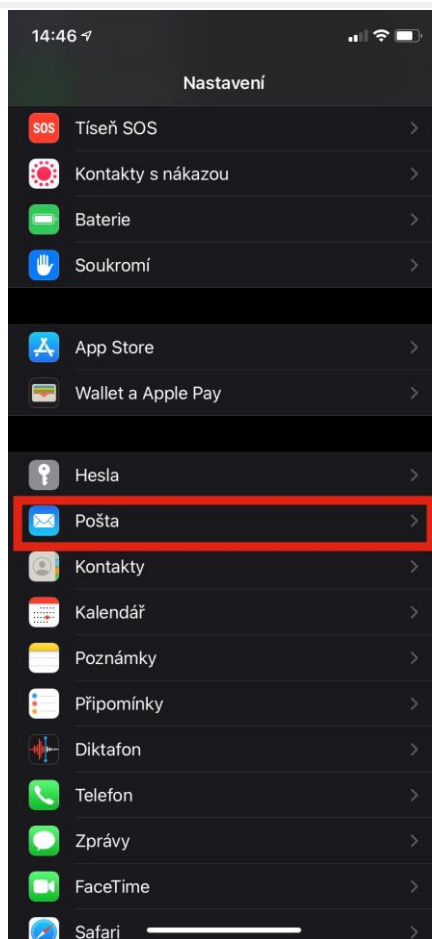 14:46
Nastavení
SOS Tíseň SOS
Kontakty s nákazou
Baterie
Soukromí
App Store
Wallet a Apple Pay
Hesla
Pošta
Kontakty
Kalendář
Poznámky
Připomínky
Diktafon
Telefon
Zprávy
FaceTime
Safari